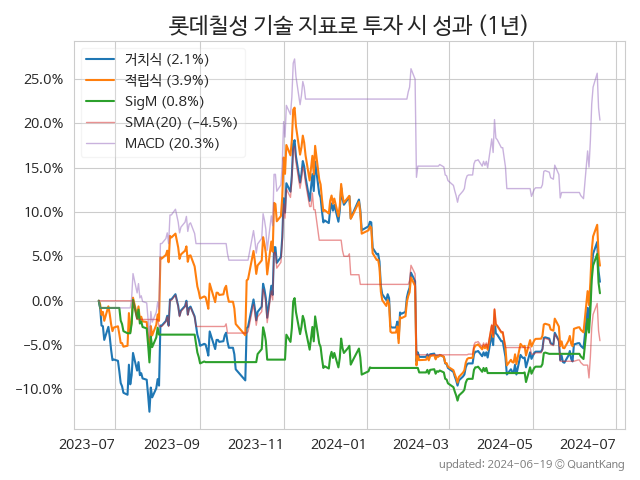 롯데칠성 기술 지표로 투자 시 성과 (1년)
거치식 (2.1%)
적립식 (3.9%)
SigM (0.8%)
SMA(20) (−4.5%)
MACD (20.3%)
25.0%
20.0%
15.0%
10.0%
5.0%
0.0%
−5.0%
−10.0%
2023-07 2023-09 2023-11 2024-01 2024-03 2024-05 2024-07
updated: 2024-06-19 © QuantKang